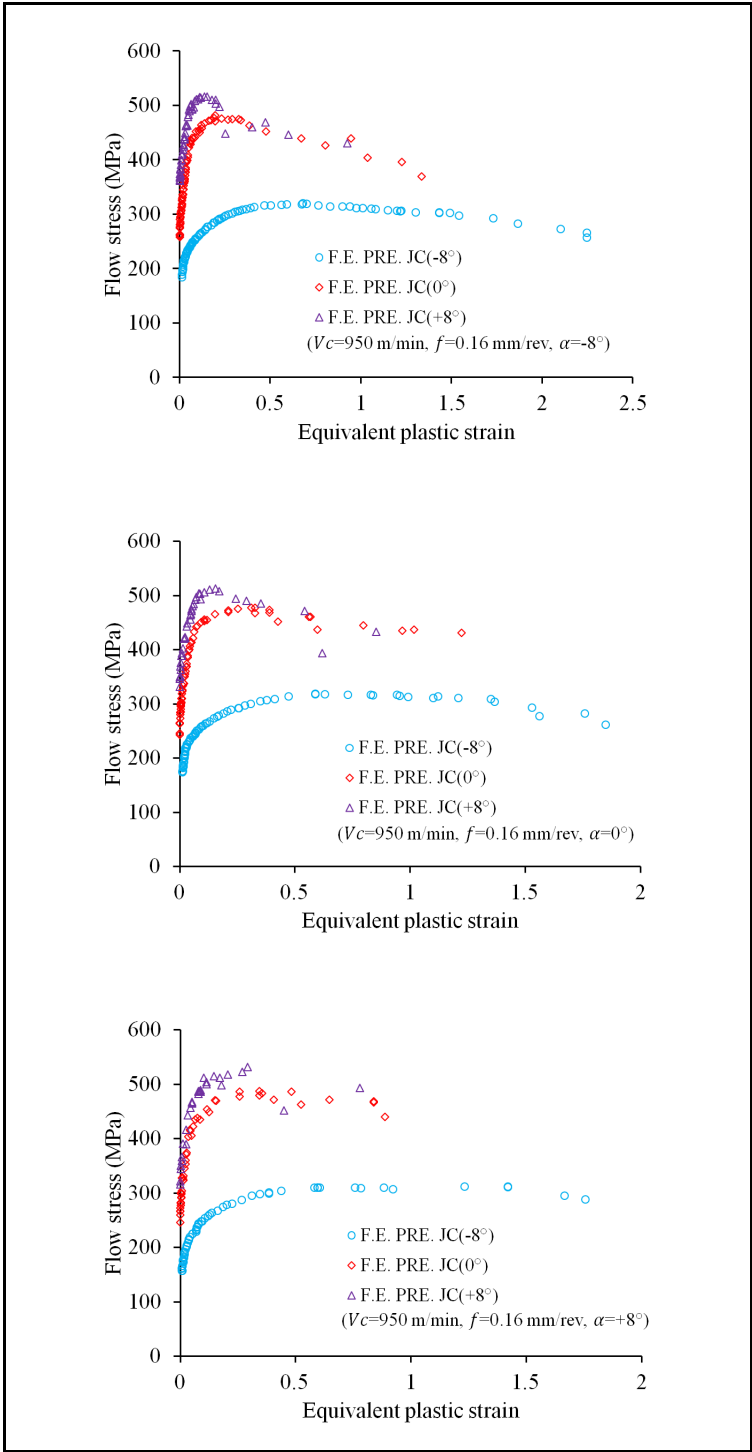 600
500
400
300
200
100
0
Flow stress (MPa)
F.E. PRE. JC(-8°)
F.E. PRE. JC(0°)
F.E. PRE. JC(+8°)
(Vc=950 m/min, f=0.16 mm/rev, α=-8°)
0 0.5 1 1.5 2 2.5
Equivalent plastic strain
600
500
400
300
200
100
0
Flow stress (MPa)
F.E. PRE. JC(-8°)
F.E. PRE. JC(0°)
F.E. PRE. JC(+8°)
(Vc=950 m/min, f=0.16 mm/rev, α=0°)
0 0.5 1 1.5 2
Equivalent plastic strain
600
500
400
300
200
100
0
Flow stress (MPa)
F.E. PRE. JC(-8°)
F.E. PRE. JC(0°)
F.E. PRE. JC(+8°)
(Vc=950 m/min, f=0.16 mm/rev, α=+8°)
0 0.5 1 1.5 2
Equivalent plastic strain